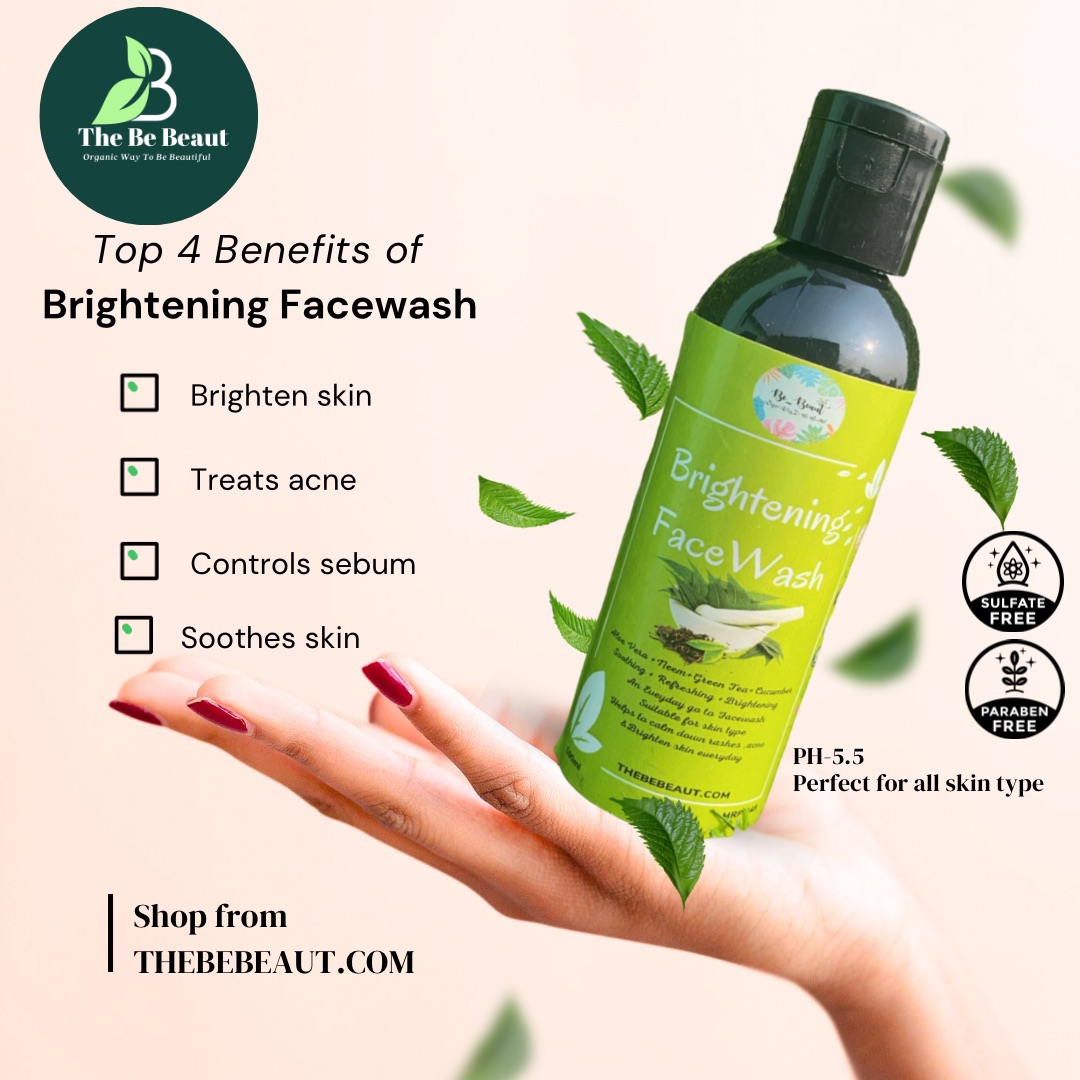 The Be Beaut
Organic Way To Be Beautiful
Top 4 Benefits of
Brightening Facewash
Brighten skin
Treats acne
Controls sebum
Soothes skin
Be_Beaut
Brightening
FaceWash
Aloe Vera + Neem+Green Tea+Cucumber
Soothing + Refreshing + Brightening
An Eveyday go to Facewash
Suitable for skin type
Helps to calm down rashes ,acne
& Brighten skin everyday
100ml
THEBEBEAUT.COM
SULFATE
FREE
PARABEN
FREE
PH-5.5
Perfect for all skin type
Shop from
THEBEBEAUT.COM